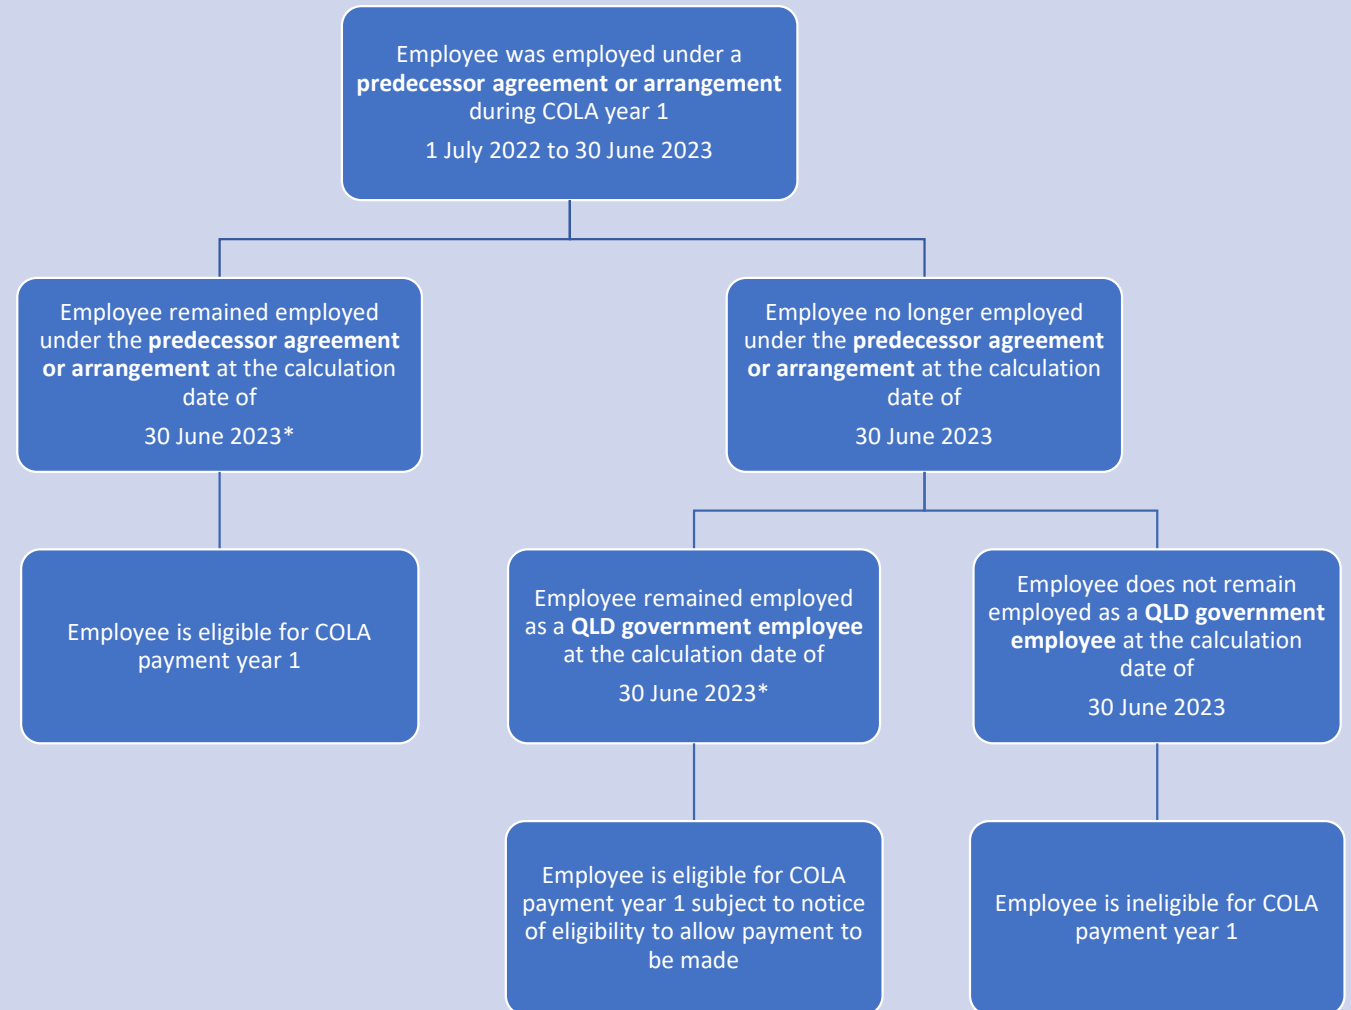 Employee was employed under a
predecessor agreement or arrangement
during COLA year 1
1 July 2022 to 30 June 2023
Employee remained employed
under the predecessor agreement
or arrangement at the calculation
date of
30 June 2023*
Employee no longer employed
under the predecessor agreement
or arrangement at the calculation
date of
30 June 2023
Employee is eligible for COLA
payment year 1
Employee remained employed
as a QLD government employee
at the calculation date of
30 June 2023*
Employee does not remain
employed as a QLD government
employee at the calculation
date of
30 June 2023
Employee is eligible for COLA
payment year 1 subject to notice
of eligibility to allow payment to
be made
Employee is ineligible for COLA
payment year 1